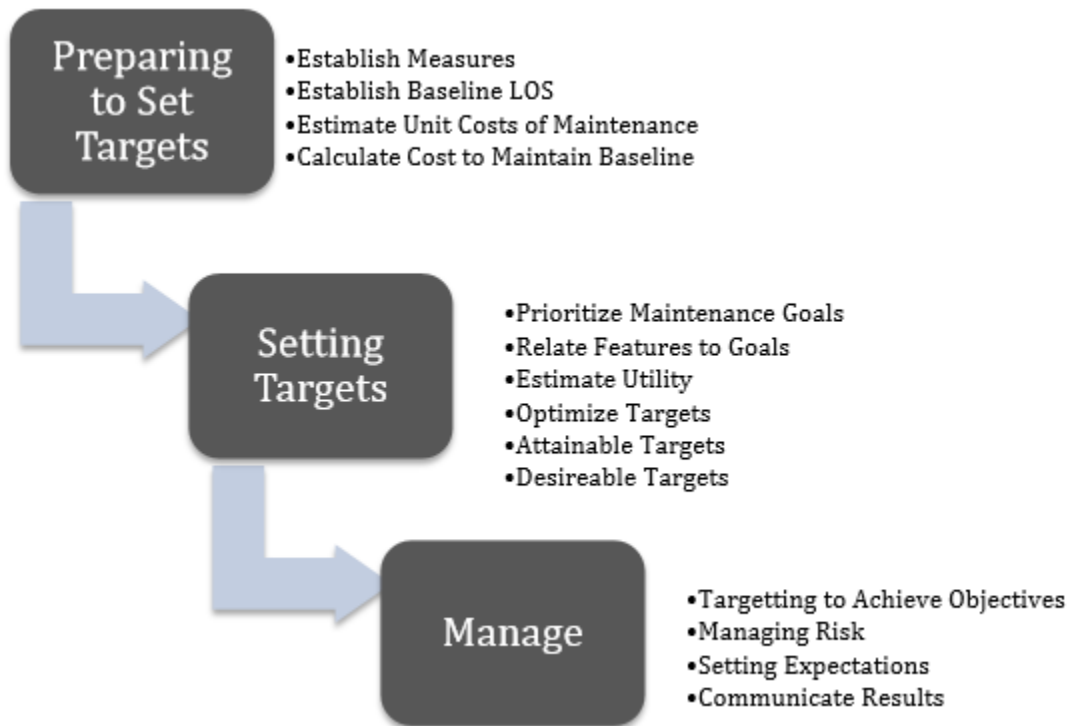 Preparing
to Set
Targets
•Establish Measures
•Establish Baseline LOS
•Estimate Unit Costs of Maintenance
•Calculate Cost to Maintain Baseline
Setting
Targets
•Prioritize Maintenance Goals
•Relate Features to Goals
•Estimate Utility
•Optimize Targets
•Attainable Targets
•Desireable Targets
Manage
•Targetting to Achieve Objectives
•Managing Risk
•Setting Expectations
•Communicate Results